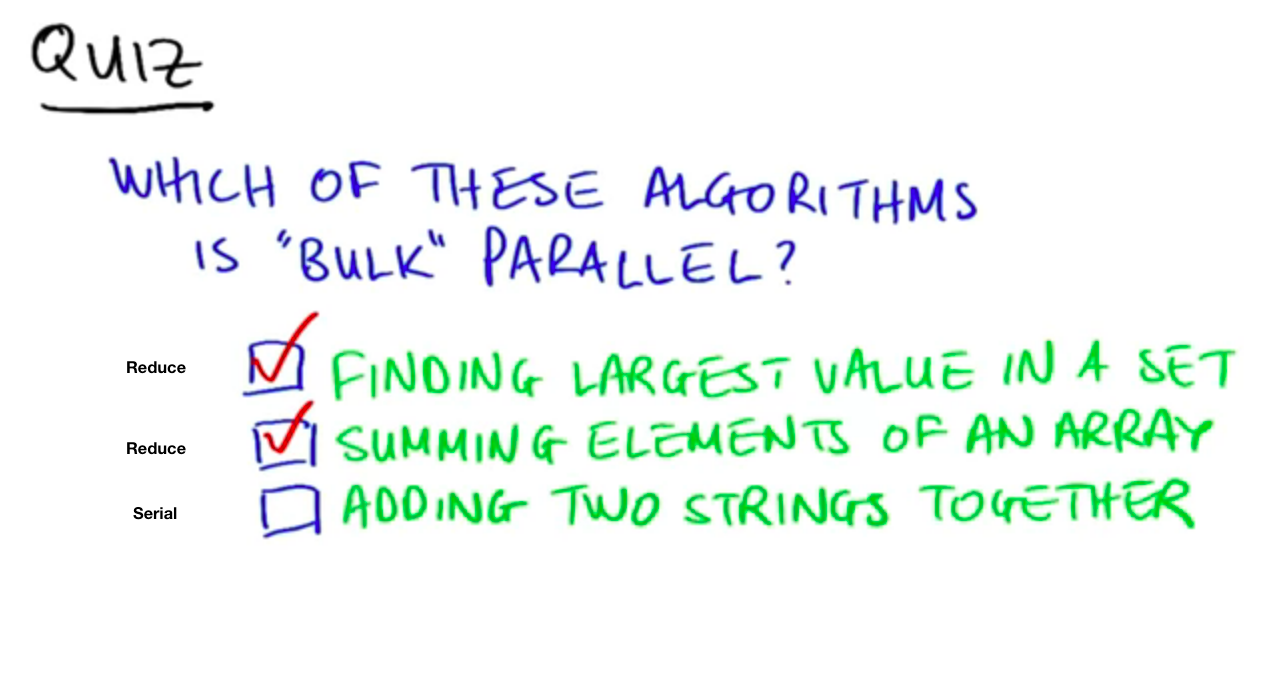 QUIZ
WHICH OF THESE ALGORITHMS
IS "BULK" PARALLEL?
Reduce FINDING LARGEST VALUE IN A SET
Reduce SUMMING ELEMENTS OF AN ARRAY
Serial ADDING TWO STRINGS TOGETHER